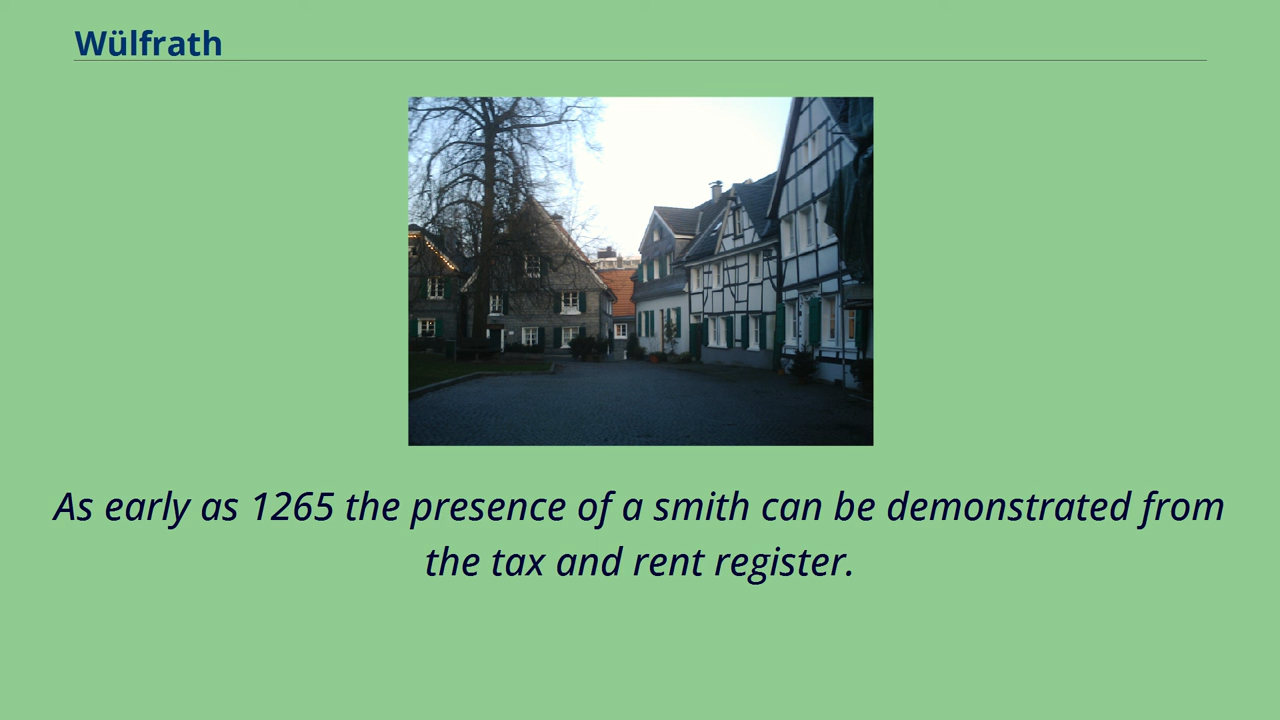 Wülfrath
As early as 1265 the presence of a smith can be demonstrated from
the tax and rent register.